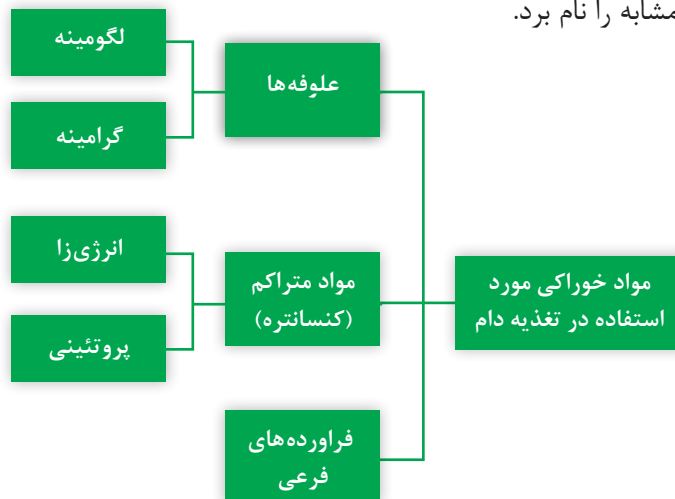 مشابه را نام برد.
مواد خوراکی مورد
استفاده در تغذیه دام
علوفه‌ها
لگومینه
گرامینه
مواد متراکم
(کنسانتره)
انرژی‌زا
پروتئینی
فراورده‌های
فرعی